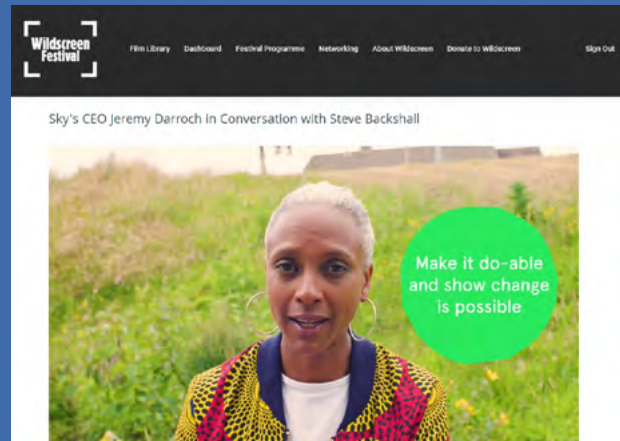 Wildscreen
Festival
Film Library Dashboard Festival Programme Networking About Wildscreen Donate to Wildscreen Sign Out
Sky's CEO Jeremy Darroch in Conversation with Steve Backshall
Make it do-able
and show change
is possible